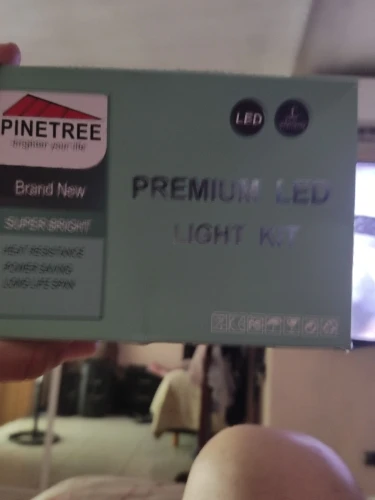 PINETREE
brighten your life
LED
Brand New
PREMIUM LED
SUPER BRIGHT
LIGHT KIT
HEAT RESISTANCE
POWER SAVING
LONG LIFE SPAN